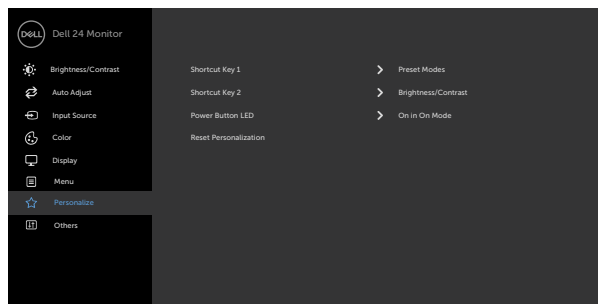 DELL Dell 24 Monitor
Brightness/Contrast
Auto Adjust
Input Source
Color
Display
Menu
Personalize
Others
Shortcut Key 1 Preset Modes
Shortcut Key 2 Brightness/Contrast
Power Button LED On in On Mode
Reset Personalization